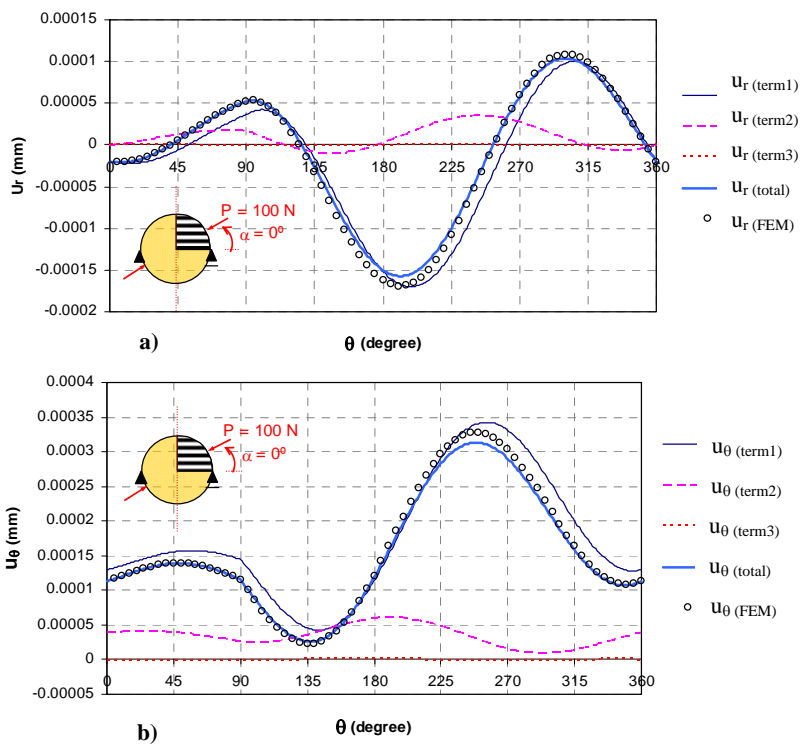 0.00015
0.0001
0.00005
0
-0.00005
-0.0001
-0.00015
-0.0002
Ur (mm)
0 45 90 135 180 225 270 315 360
P = 100 N
α = 0º
a)
θ (degree)
ur (term1)
ur (term2)
ur (term3)
ur (total)
ur (FEM)
0.0004
0.00035
0.0003
0.00025
0.0002
0.00015
0.0001
0.00005
0
-0.00005
uθ (mm)
0 45 90 135 180 225 270 315 360
P = 100 N
α = 0º
b)
θ (degree)
uθ (term1)
uθ (term2)
uθ (term3)
uθ (total)
uθ (FEM)